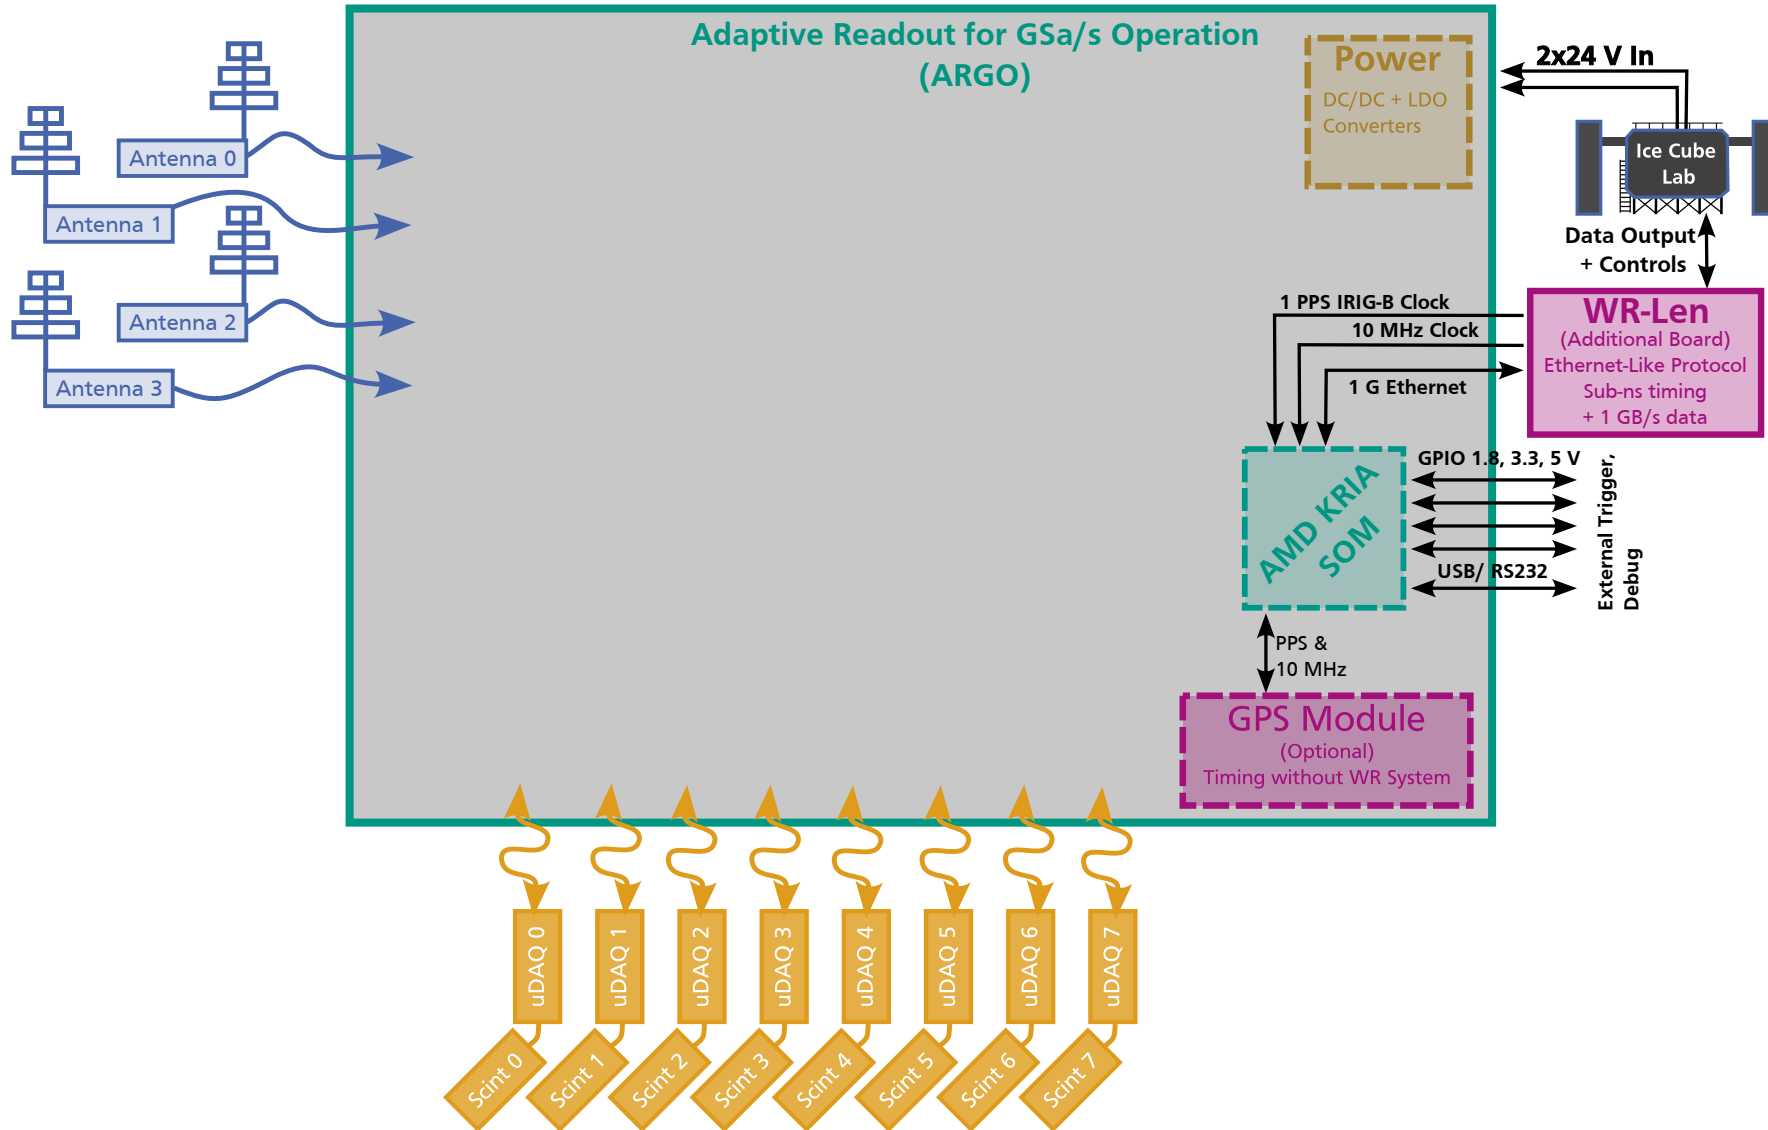 Adaptive Readout for GSa/s Operation
(ARGO)
Power
DC/DC + LDO
Converters
2x24 V In
Ice Cube
Lab
Data Output
+ Controls
Antenna 0
Antenna 1
Antenna 2
Antenna 3
1 PPS IRIG-B Clock
10 MHz Clock
1 G Ethernet
WR-Len
(Additional Board)
Ethernet-Like Protocol
Sub-ns timing
+ 1 GB/s data
AMD KRIA
SOM
GPIO 1.8, 3.3, 5 V
USB/ RS232
External Trigger,
Debug
PPS &
10 MHz
GPS Module
(Optional)
Timing without WR System
uDAQ 0
uDAQ 1
uDAQ 2
uDAQ 3
uDAQ 4
uDAQ 5
uDAQ 6
uDAQ 7
Scint 0
Scint 1
Scint 2
Scint 3
Scint 4
Scint 5
Scint 6
Scint 7